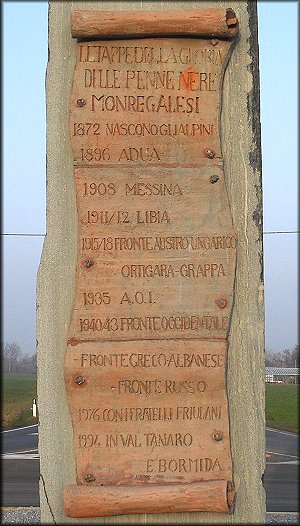 LE TAPPE DELLA GLORIA
DELLE PENNE NERE
MONREGALESI
1872 NASCONO GLI ALPINI
1896 ADUA
1908 MESSINA
1911/12 LIBIA
1915/18 FRONTE AUSTRO UNGARICO
ORTIGARA-GRAPPA
1935 A.O.I.
1940/43 FRONTE OCCIDENTALE
-FRONTE GRECO-ALBANESE
-FRONTE RUSSO
1976 CON I FRATELLI FRIULANI
1994 IN VAL TANARO
E BORMIDA